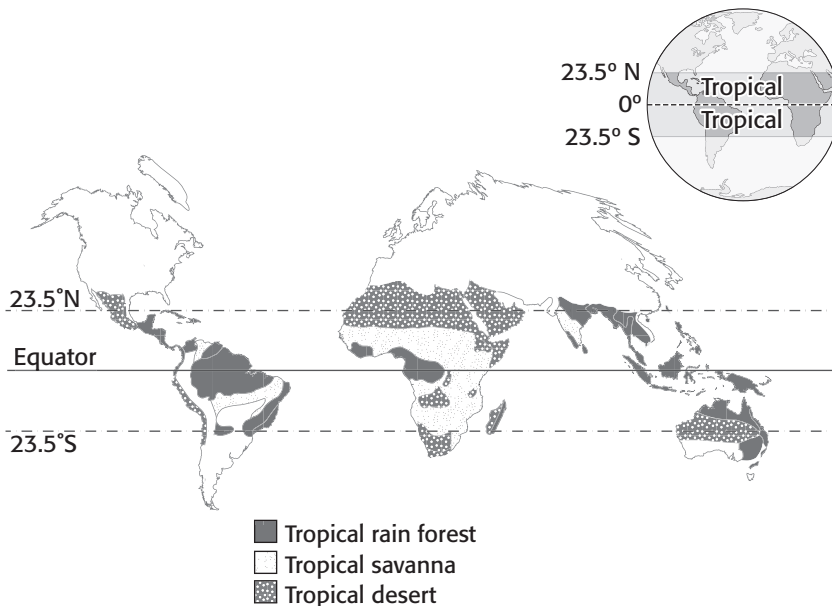 23.5° N
Tropical
0°
Tropical
23.5° S
23.5°N
Equator
23.5°S
Tropical rain forest
Tropical savanna
Tropical desert